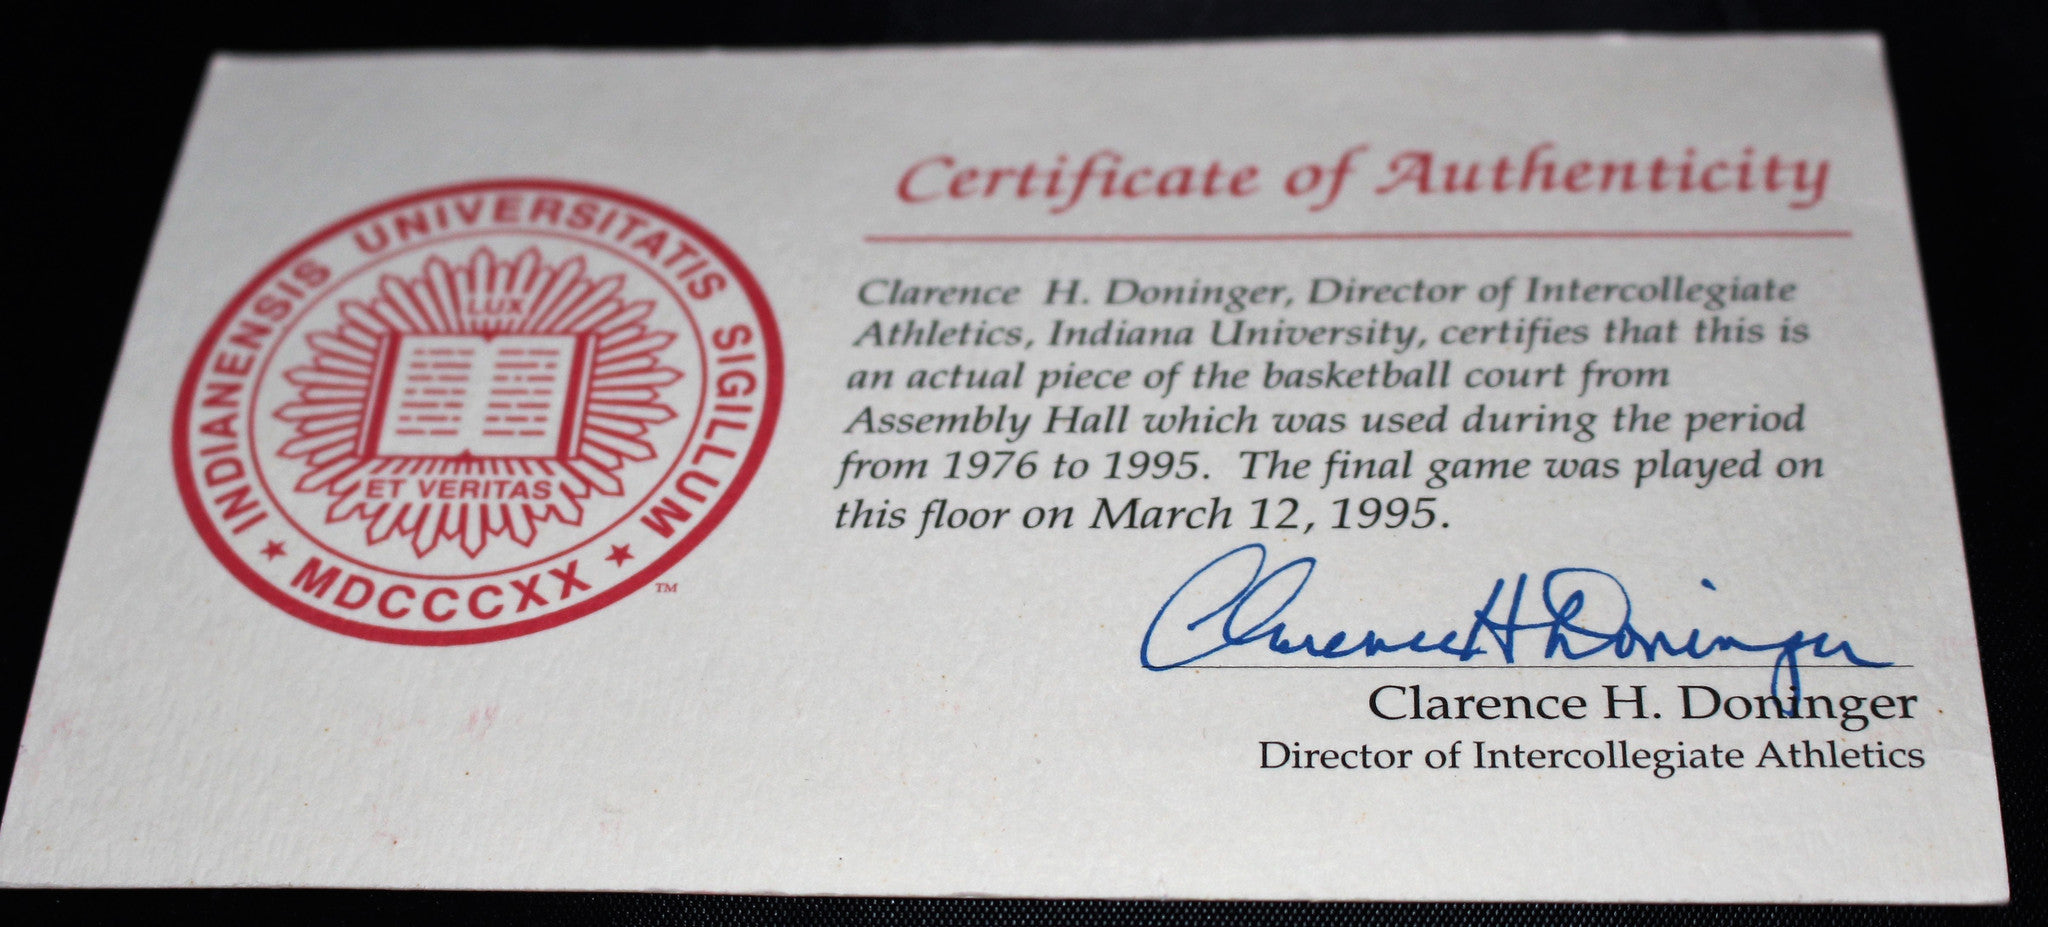 INDIANENSIS UNIVERSITATIS SIGILLUM
LUX
ET VERITAS
★ MDCCCXX ★
TM
Certificate of Authenticity
Clarence H. Doninger, Director of Intercollegiate
Athletics, Indiana University, certifies that this is
an actual piece of the basketball court from
Assembly Hall which was used during the period
from 1976 to 1995. The final game was played on
this floor on March 12, 1995.
Clarence H Doninger
Clarence H. Doninger
Director of Intercollegiate Athletics